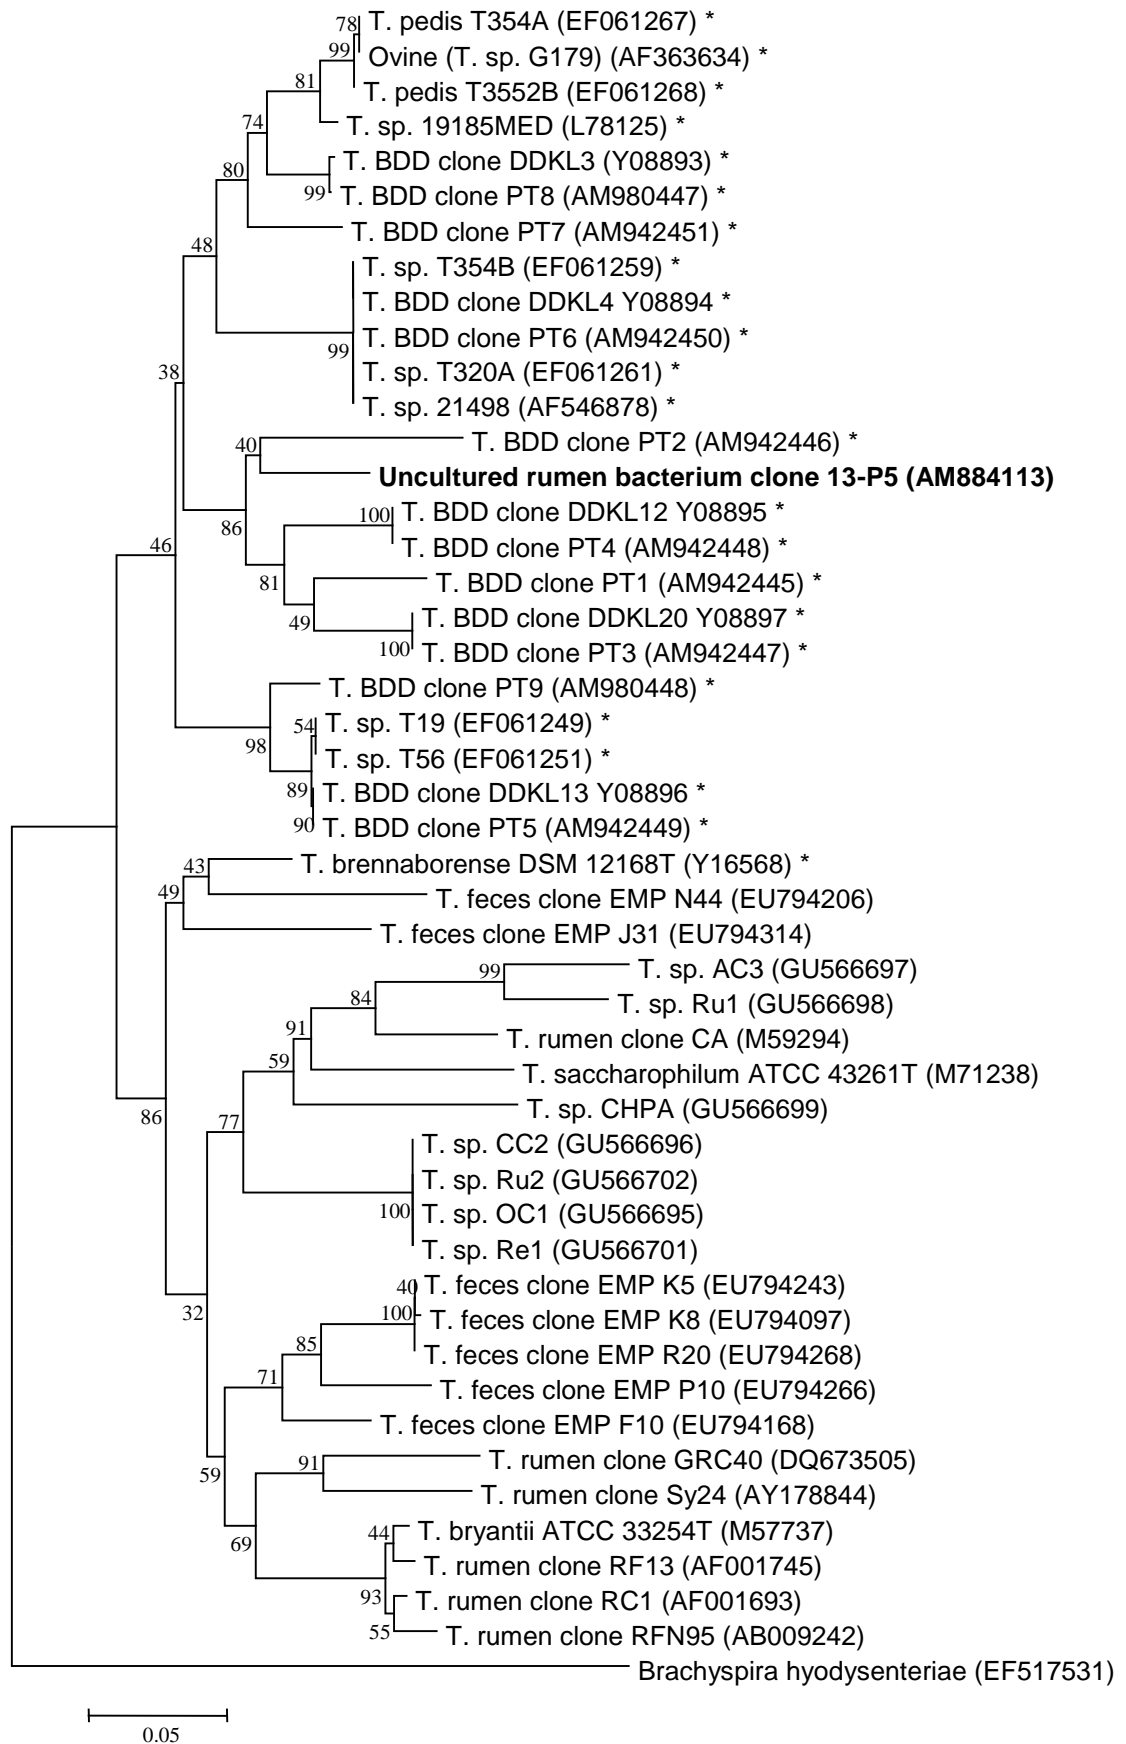 78 T. pedis T354A (EF061267) *
99 Ovine (T. sp. G179) (AF363634) *
81 T. pedis T3552B (EF061268) *
74 T. sp. 19185MED (L78125) *
80 T. BDD clone DDKL3 (Y08893) *
99 T. BDD clone PT8 (AM980447) *
48 T. BDD clone PT7 (AM942451) *
T. sp. T354B (EF061259) *
T. BDD clone DDKL4 Y08894 *
99 T. BDD clone PT6 (AM942450) *
38 T. sp. T320A (EF061261) *
T. sp. 21498 (AF546878) *
40 T. BDD clone PT2 (AM942446) *
Uncultured rumen bacterium clone 13-P5 (AM884113)
86 100 T. BDD clone DDKL12 Y08895 *
46 T. BDD clone PT4 (AM942448) *
81 T. BDD clone PT1 (AM942445) *
49 T. BDD clone DDKL20 Y08897 *
100 T. BDD clone PT3 (AM942447) *
T. BDD clone PT9 (AM980448) *
98 54 T. sp. T19 (EF061249) *
T. sp. T56 (EF061251) *
89 T. BDD clone DDKL13 Y08896 *
90 T. BDD clone PT5 (AM942449) *
43 T. brennaborense DSM 12168T (Y16568) *
49 T. feces clone EMP N44 (EU794206)
T. feces clone EMP J31 (EU794314)
99 T. sp. AC3 (GU566697)
84 T. sp. Ru1 (GU566698)
91 T. rumen clone CA (M59294)
59 T. saccharophilum ATCC 43261T (M71238)
86 77 T. sp. CHPA (GU566699)
T. sp. CC2 (GU566696)
T. sp. Ru2 (GU566702)
100 T. sp. OC1 (GU566695)
T. sp. Re1 (GU566701)
40 T. feces clone EMP K5 (EU794243)
32 100 T. feces clone EMP K8 (EU794097)
85 T. feces clone EMP R20 (EU794268)
71 T. feces clone EMP P10 (EU794266)
T. feces clone EMP F10 (EU794168)
59 91 T. rumen clone GRC40 (DQ673505)
T. rumen clone Sy24 (AY178844)
69 44 T. bryantii ATCC 33254T (M57737)
T. rumen clone RF13 (AF001745)
93 T. rumen clone RC1 (AF001693)
55 T. rumen clone RFN95 (AB009242)
Brachyspira hyodysenteriae (EF517531)
0.05